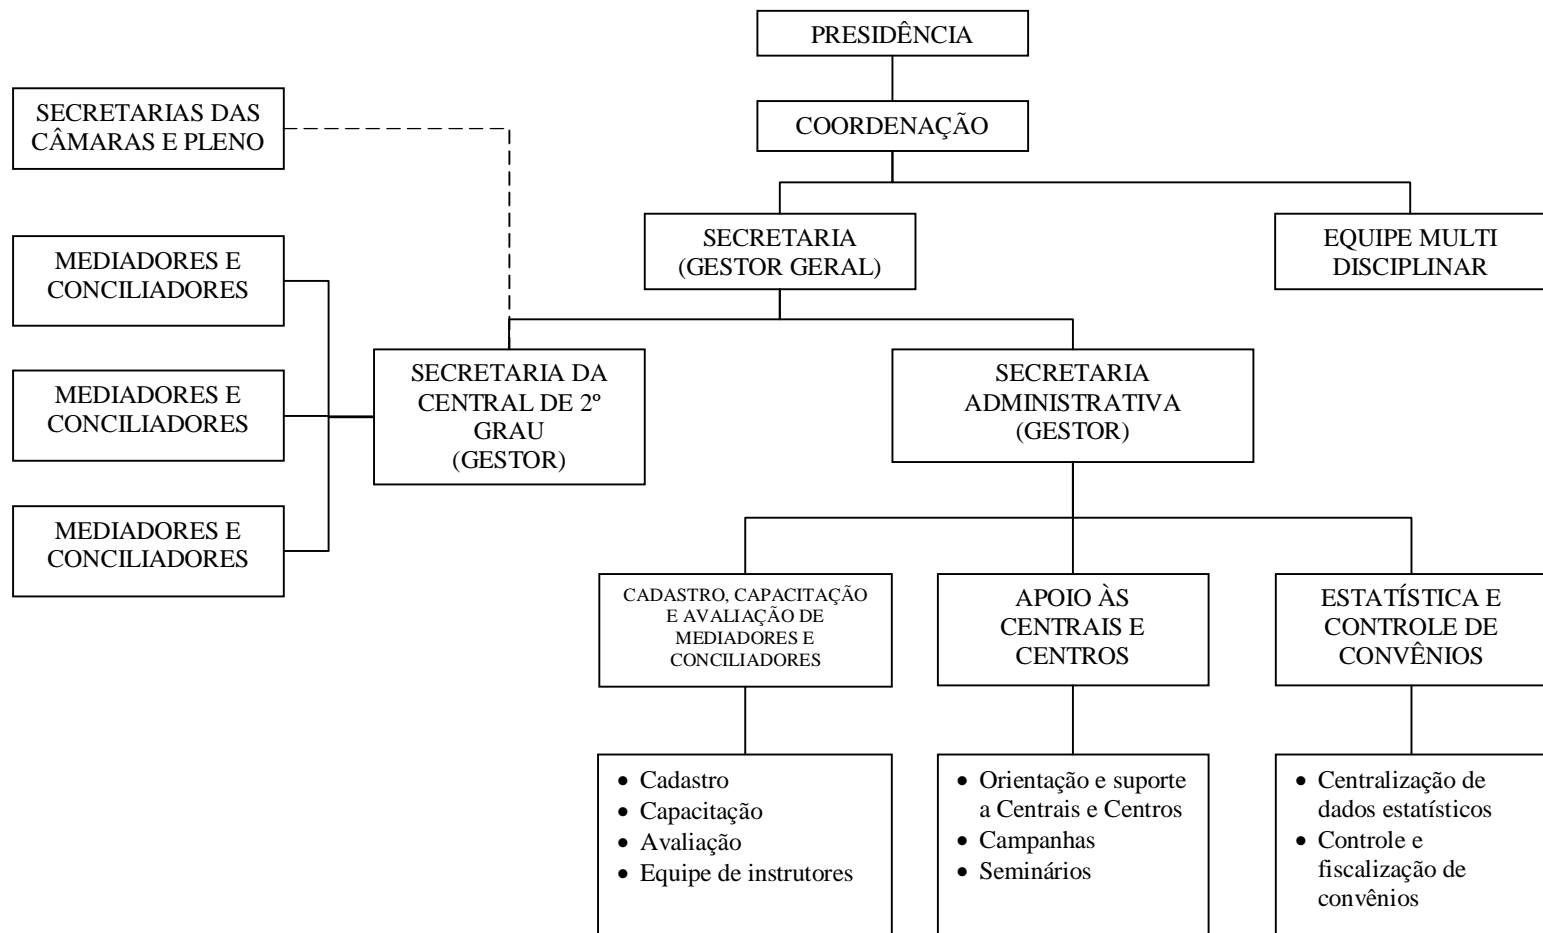 PRESIDÊNCIA
SECRETARIAS DAS
CÂMARAS E PLENO
COORDENAÇÃO
SECRETARIA
(GESTOR GERAL)
EQUIPE MULTI
DISCIPLINAR
MEDIADORES E
CONCILIADORES
MEDIADORES E
CONCILIADORES
MEDIADORES E
CONCILIADORES
SECRETARIA DA
CENTRAL DE 2º
GRAU
(GESTOR)
SECRETARIA
ADMINISTRATIVA
(GESTOR)
CADASTRO, CAPACITAÇÃO
E AVALIAÇÃO DE
MEDIADORES E
CONCILIADORES
APOIO ÀS
CENTRAIS E
CENTROS
ESTATÍSTICA E
CONTROLE DE
CONVÊNIOS
• Cadastro
• Capacitação
• Avaliação
• Equipe de instrutores
• Orientação e suporte
a Centrais e Centros
• Campanhas
• Seminários
• Centralização de
dados estatísticos
• Controle e
fiscalização de
convênios